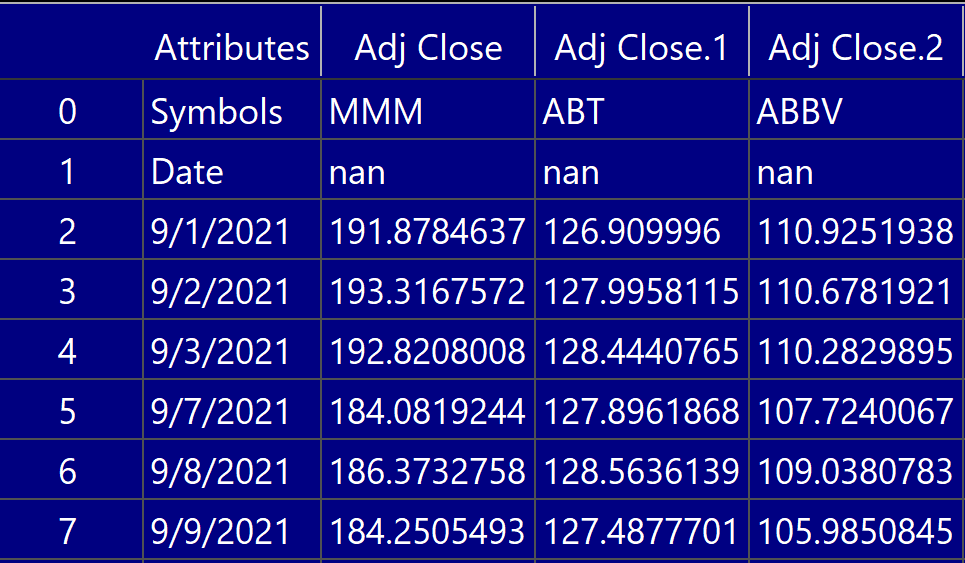 Attributes Adj Close Adj Close.1 Adj Close.2
0 Symbols MMM ABT ABBV
1 Date nan nan nan
2 9/1/2021 191.8784637 126.909996 110.9251938
3 9/2/2021 193.3167572 127.9958115 110.6781921
4 9/3/2021 192.8208008 128.4440765 110.2829895
5 9/7/2021 184.0819244 127.8961868 107.7240067
6 9/8/2021 186.3732758 128.5636139 109.0380783
7 9/9/2021 184.2505493 127.4877701 105.9850845